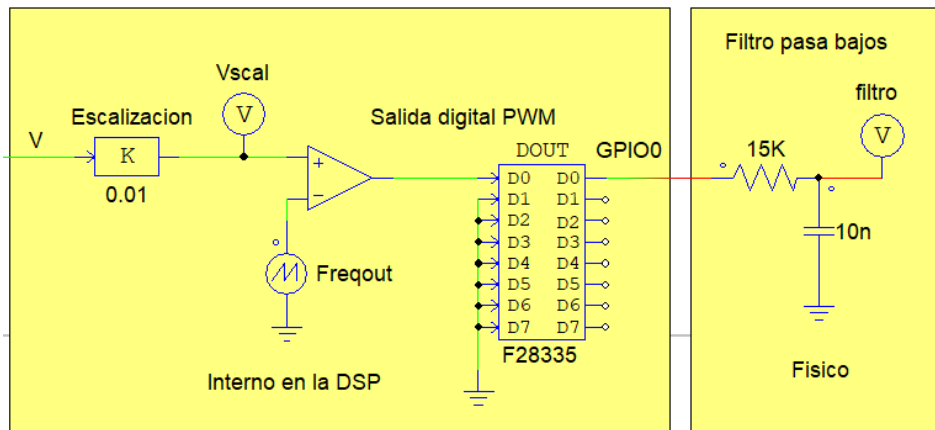 Filtro pasa bajos
Vscal
V
filtro
V
Escalizacion
Salida digital PWM
V
K
0.01
DOUT
GPIO0
15K
+
−
D0 D0
D1 D1
D2 D2
D3 D3
D4 D4
D5 D5
D6 D6
D7 D7
10n
Freqout
F28335
Interno en la DSP
Fisico